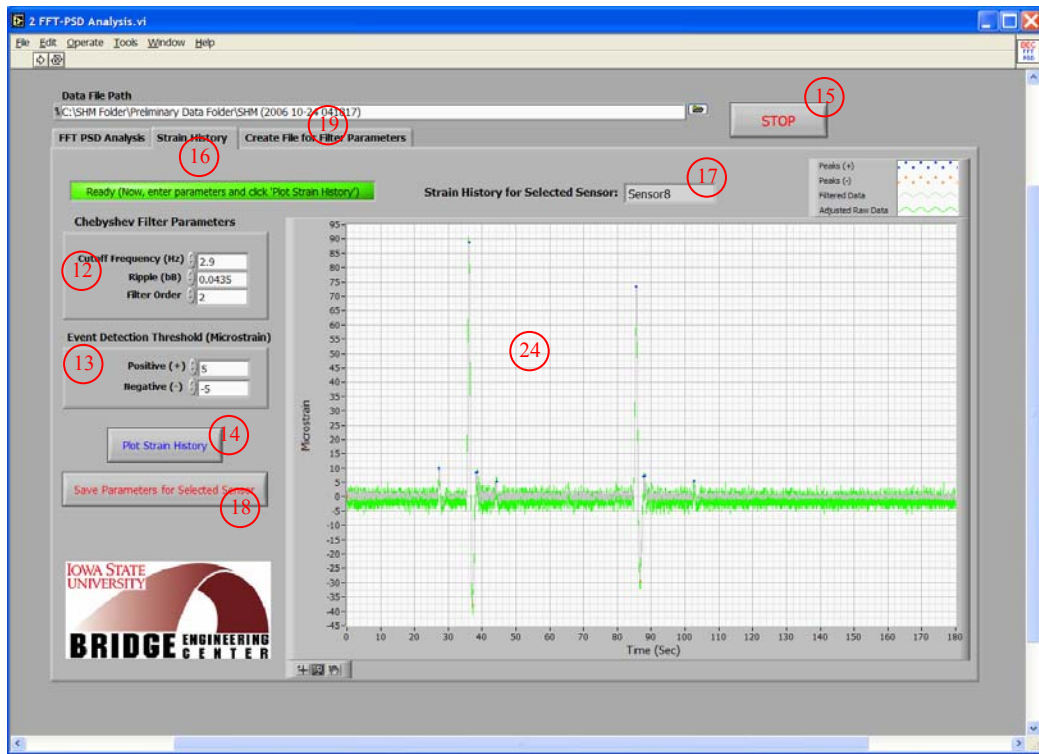 2 FFT-PSD Analysis.vi
File Edit Operate Tools Window Help
Data File Path
C:\SHM Folder\Preliminary Data Folder\SHM (2006 10-24 041817)
15
STOP
19
FFT PSD Analysis Strain History Create File for Filter Parameters
16
17
Ready (Now, enter parameters and click 'Plot Strain History')
Strain History for Selected Sensor: Sensor8
Peaks (+)
Peaks (-)
Filtered Data
Adjusted Raw Data
Chebyshev Filter Parameters
12
Cutoff Frequency (Hz) 2.9
Ripple (bB) 0.0435
Filter Order 2
Event Detection Threshold (Microstrain)
13
Positive (+) 5
Negative (-) -5
14
Plot Strain History
Save Parameters for Selected Sensor
18
IOWA STATE
UNIVERSITY
BRIDGE ENGINEERING
CENTER
24
Microstrain
95
90
85
80
75
70
65
60
55
50
45
40
35
30
25
20
15
10
5
0
-5
-10
-15
-20
-25
-30
-35
-40
-45
0 10 20 30 40 50 60 70 80 90 100 110 120 130 140 150 160 170 180
Time (Sec)